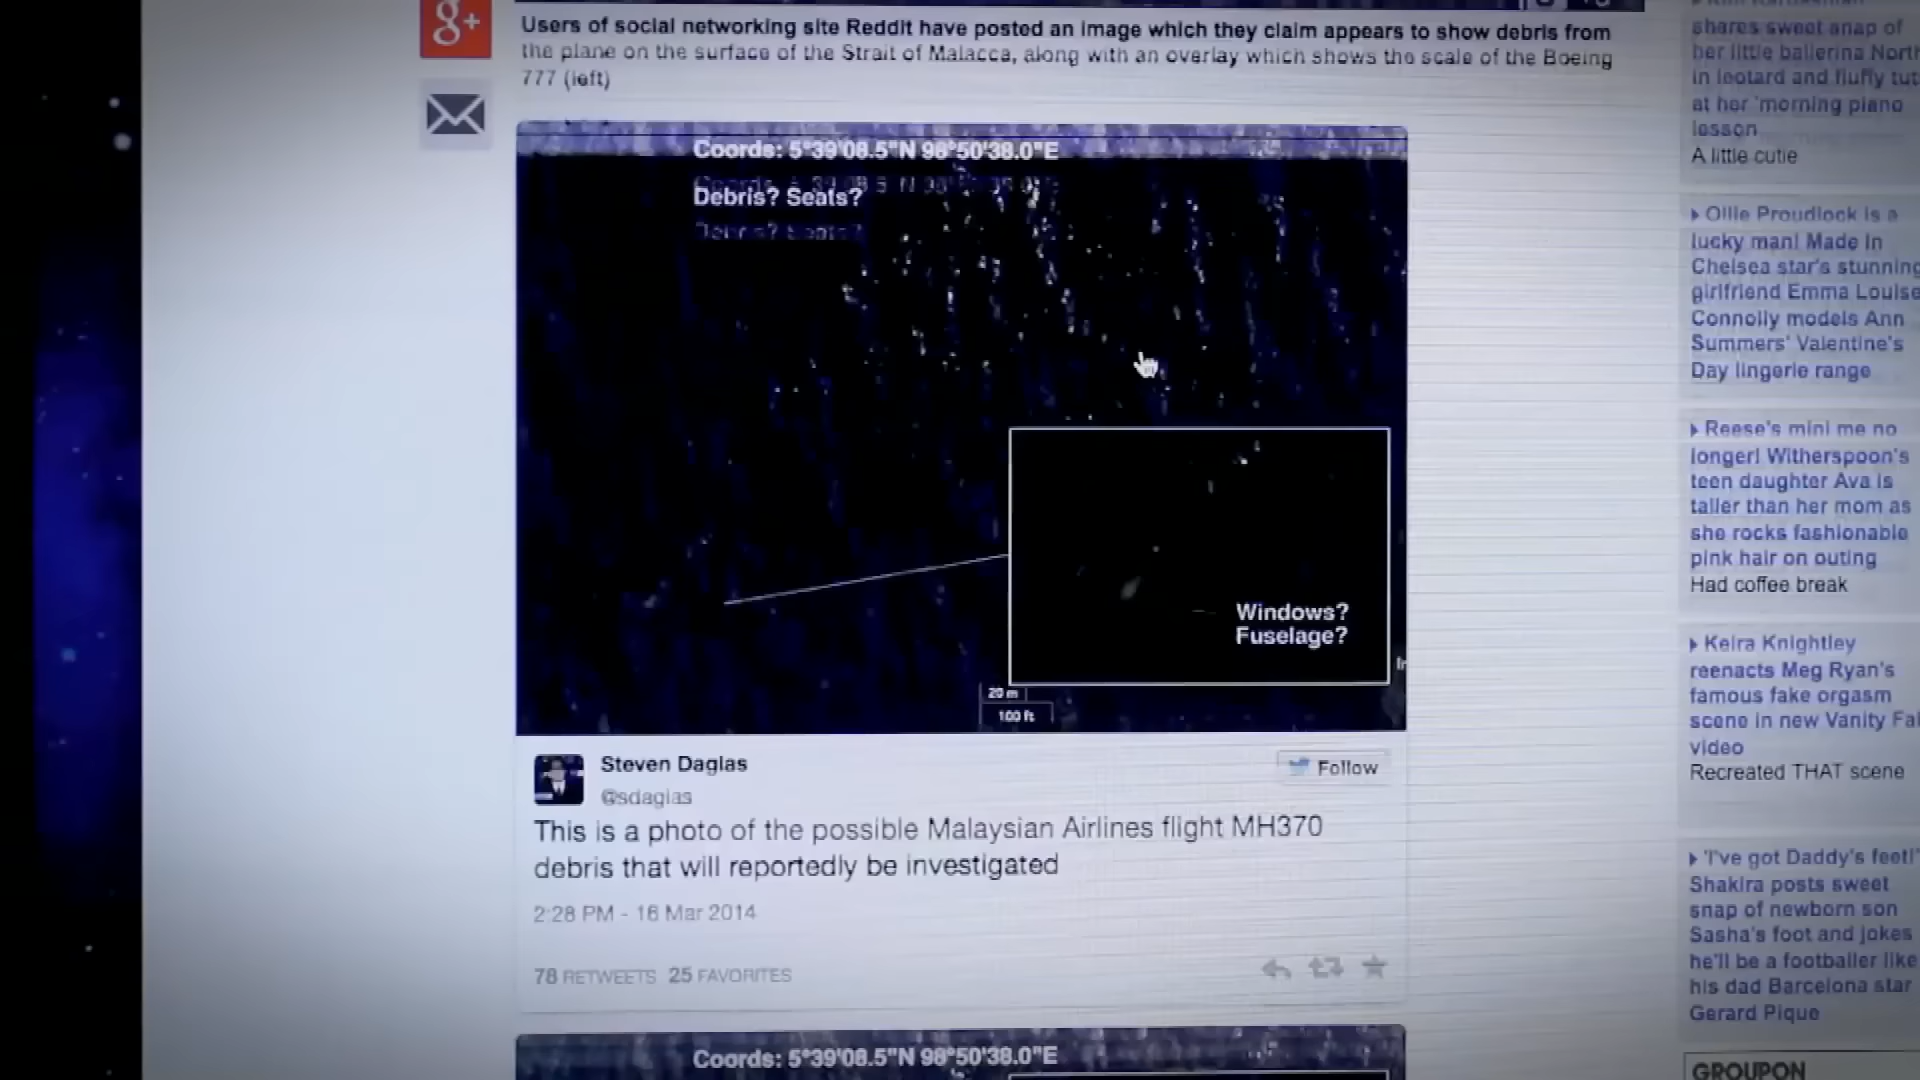 g+
Users of social networking site Reddit have posted an image which they claim appears to show debris from
the plane on the surface of the Strait of Malacca, along with an overlay which shows the scale of the Boeing
777 (left)
Coords: 5°39'08.5"N 98°50'38.0"E
Debris? Seats?
Windows?
Fuselage?
20 m
100 ft
Steven Daglas
@sdaglas
Follow
This is a photo of the possible Malaysian Airlines flight MH370
debris that will reportedly be investigated
2:28 PM - 16 Mar 2014
78 RETWEETS 25 FAVORITES
Coords: 5°39'08.5"N 98°50'38.0"E
shares sweet snap of
her little ballerina North
in leotard and fluffy
at her 'morning piano
lesson
A little cutie
Ollie Proudlock is a
lucky man! Made in
Chelsea star's stunning
girlfriend Emma Louise
Connolly models Ann
Summers' Valentine's
Day lingerie range
Reese's mini me no
longer! Witherspoon's
teen daughter Ava is
taller than her mom as
she rocks fashionable
pink hair on outing
Had coffee break
Keira Knightley
reenacts Meg Ryan's
famous fake orgasm
scene in new Vanity
video
Recreated THAT scene
'I've got Daddy's feet!'
Shakira posts sweet
snap of newborn son
Sasha's foot and jokes
he'll be a footballer like
his dad Barcelona star
Gerard Pique
GROUPON